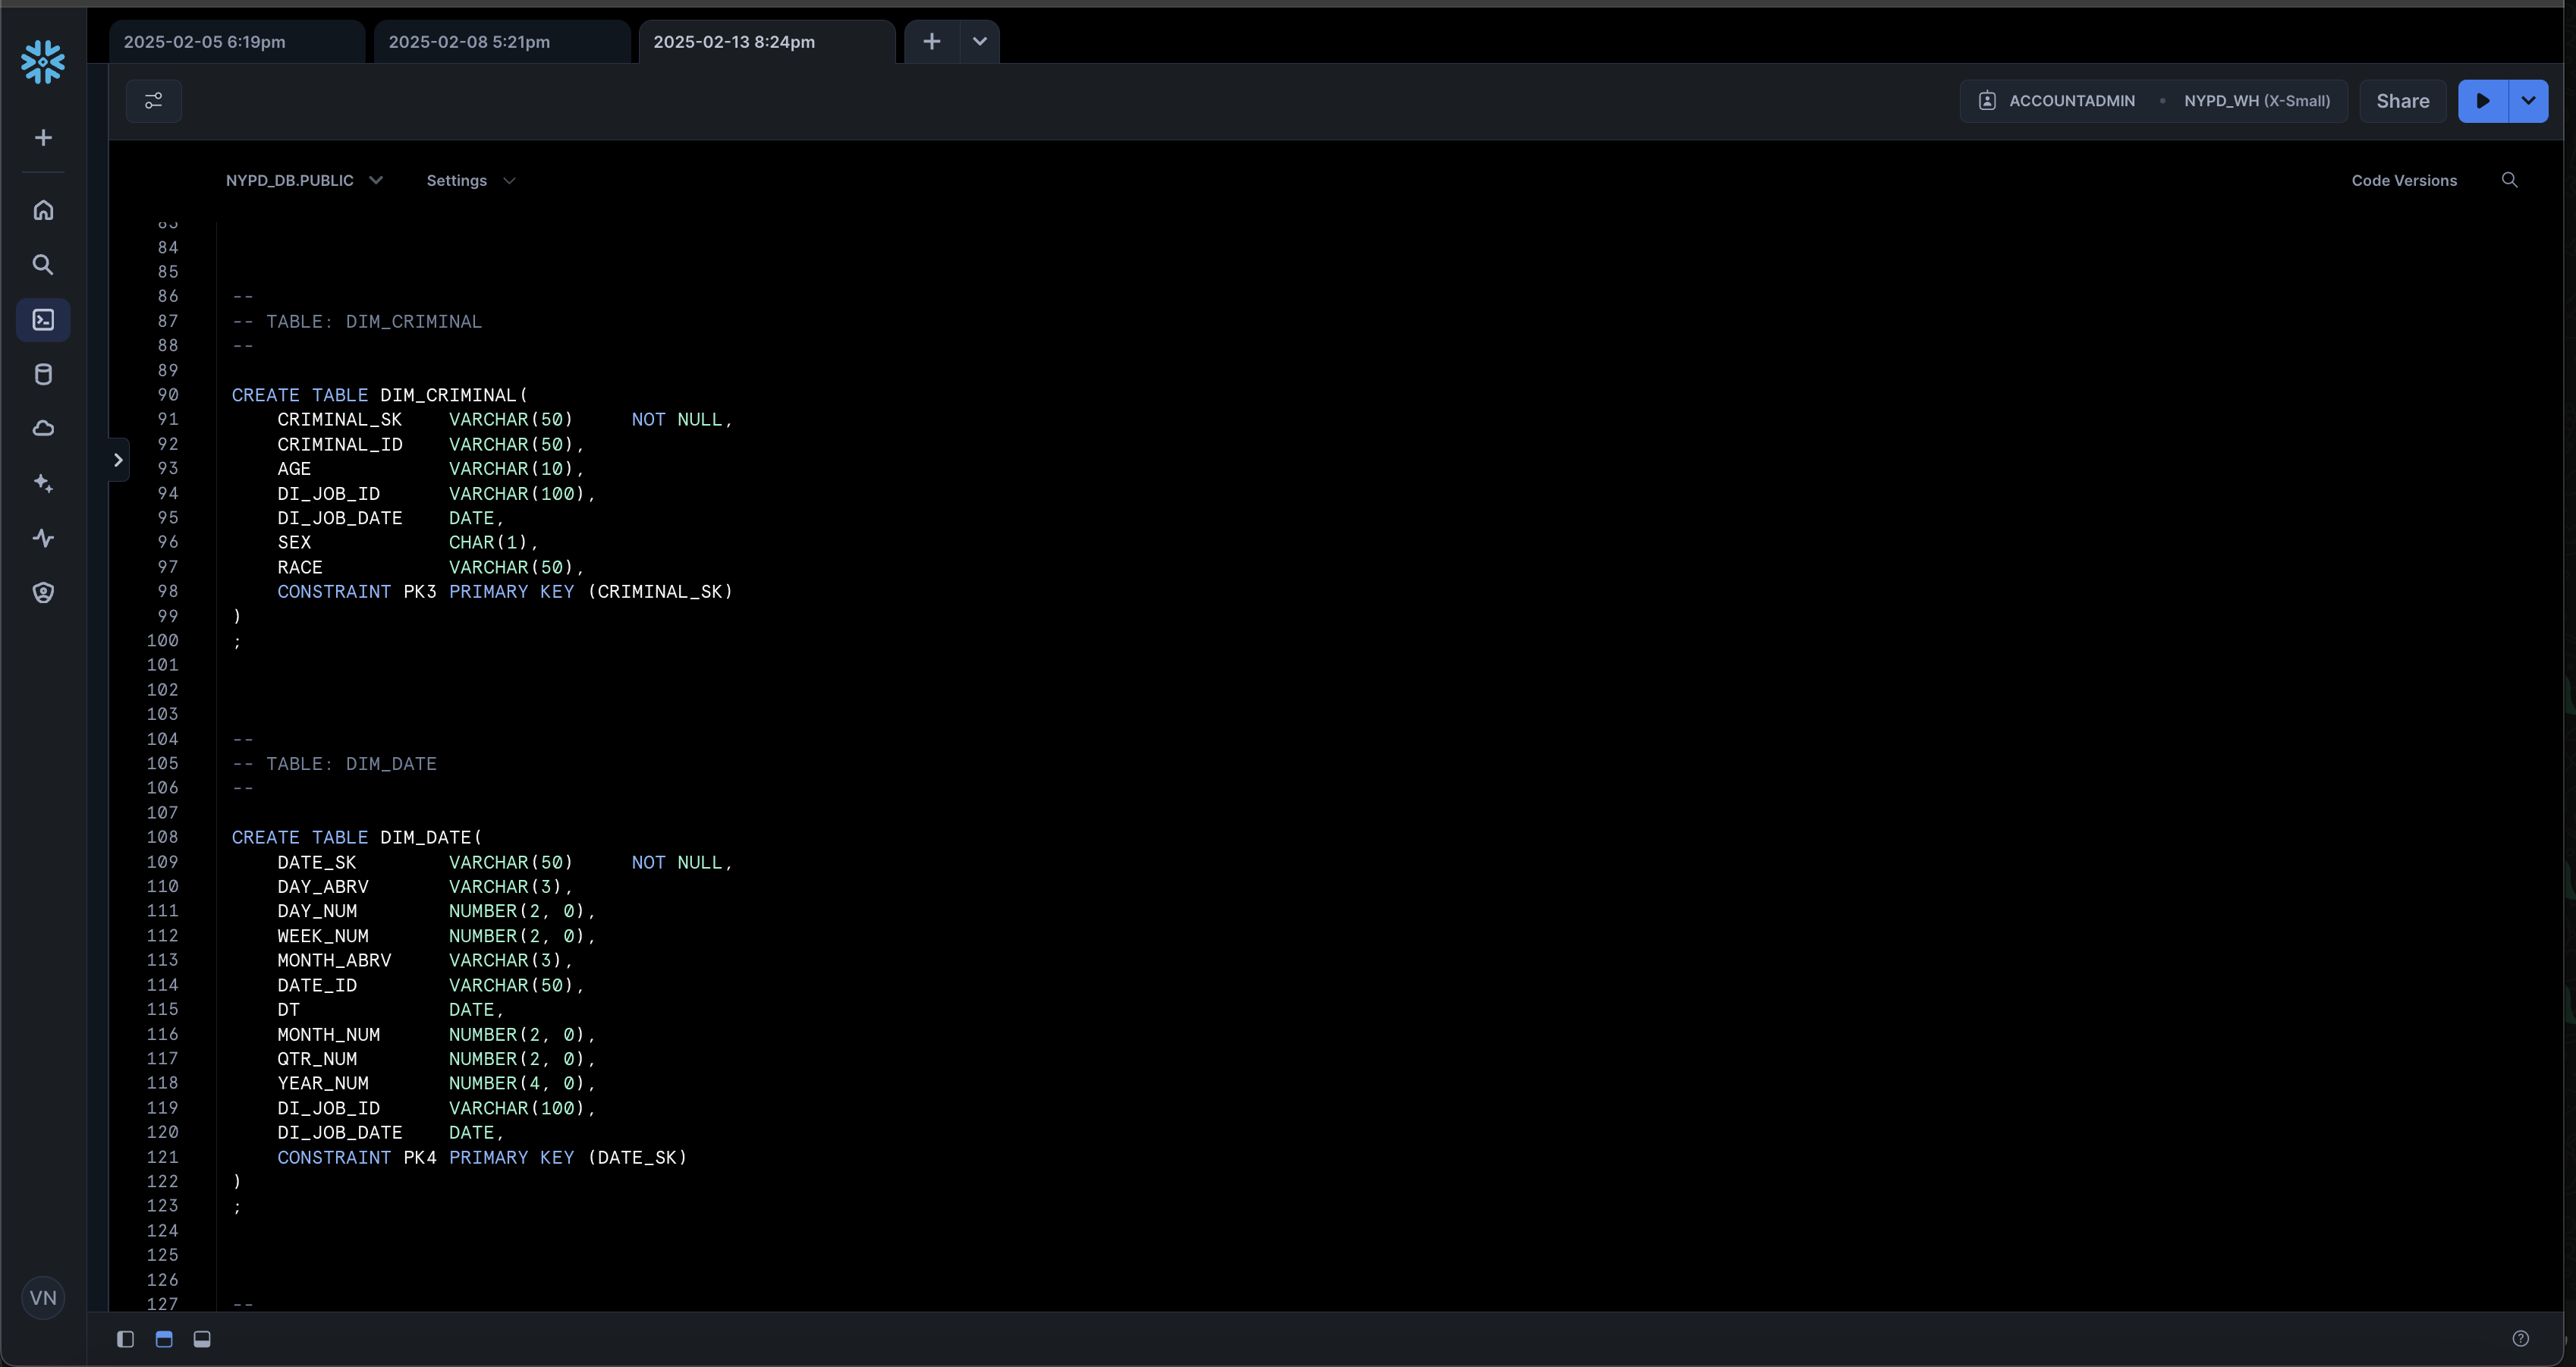 2025-02-05 6:19pm
2025-02-08 5:21pm
2025-02-13 8:24pm
ACCOUNTADMIN • NYPD_WH (X-Small)
Share
NYPD_DB.PUBLIC
Settings
Code Versions
83
84
85
86 --
87 -- TABLE: DIM_CRIMINAL
88 --
89
90 CREATE TABLE DIM_CRIMINAL(
91 CRIMINAL_SK VARCHAR(50) NOT NULL,
92 CRIMINAL_ID VARCHAR(50),
93 AGE VARCHAR(10),
94 DI_JOB_ID VARCHAR(100),
95 DI_JOB_DATE DATE,
96 SEX CHAR(1),
97 RACE VARCHAR(50),
98 CONSTRAINT PK3 PRIMARY KEY (CRIMINAL_SK)
99 )
100 ;
101
102
103
104 --
105 -- TABLE: DIM_DATE
106 --
107
108 CREATE TABLE DIM_DATE(
109 DATE_SK VARCHAR(50) NOT NULL,
110 DAY_ABRV VARCHAR(3),
111 DAY_NUM NUMBER(2, 0),
112 WEEK_NUM NUMBER(2, 0),
113 MONTH_ABRV VARCHAR(3),
114 DATE_ID VARCHAR(50),
115 DT DATE,
116 MONTH_NUM NUMBER(2, 0),
117 QTR_NUM NUMBER(2, 0),
118 YEAR_NUM NUMBER(4, 0),
119 DI_JOB_ID VARCHAR(100),
120 DI_JOB_DATE DATE,
121 CONSTRAINT PK4 PRIMARY KEY (DATE_SK)
122 )
123 ;
124
125
126
127 --
VN